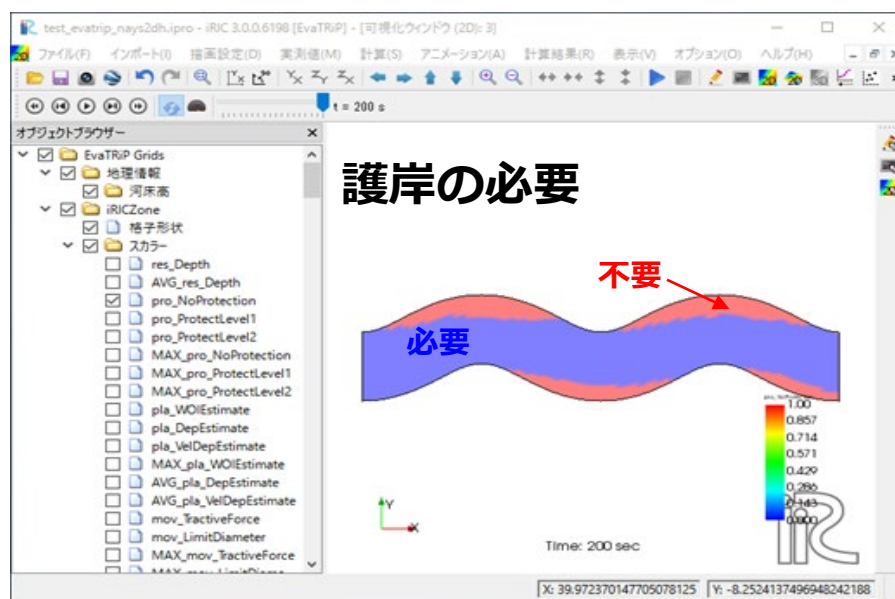 test_evatrip_nays2dh.ipro - iRIC 3.0.0.6198 [EvaTRiP] - [可視化ウィンドウ (2D): 3]
ファイル(F) インポート(I) 描画設定(D) 実測値(M) 計算(S) アニメーション(A) 計算結果(R) 表示(V) オプション(O) ヘルプ(H)
t = 200 s
オブジェクトブラウザー
EvaTRiP Grids
地理情報
河床高
iRICZone
格子形状
スカラー
res_Depth
AVG_res_Depth
pro_NoProtection
pro_ProtectLevel1
pro_ProtectLevel2
MAX_pro_NoProtection
MAX_pro_ProtectLevel1
MAX_pro_ProtectLevel2
pla_WOIEstimate
pla_DepEstimate
pla_VelDepEstimate
MAX_pla_WOIEstimate
AVG_pla_DepEstimate
AVG_pla_VelDepEstimate
mov_TractiveForce
mov_LimitDiameter
MAX_mov_TractiveForce
護岸の必要
不要
必要
1.00
0.857
0.714
0.571
0.429
0.286
0.143
0.000
Y
X
Time: 200 sec
iRIC
X: 39.972370147705078125 Y: -8.2524137496948242188